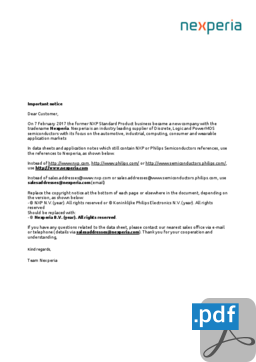 nexperia
Important notice
Dear Customer,
On 7 February 2017 the former NXP Standard Product business became a new company with the
tradename Nexperia. Nexperia is an industry leading supplier of Discrete, Logic and PowerMOS
semiconductors with its focus on the automotive, industrial, computing, consumer and wearable
application markets
In data sheets and application notes which still contain NXP or Philips Semiconductors references, use
the references to Nexperia, as shown below.
Instead of http://www.nxp.com, http://www.philips.com/ or http://www.semiconductors.philips.com/,
use http://www.nexperia.com
Instead of sales.addresses@www.nxp.com or sales.addresses@www.semiconductors.philips.com, use
salesaddresses@nexperia.com (email)
Replace the copyright notice at the bottom of each page or elsewhere in the document, depending on
the version, as shown below:
- © NXP N.V. (year). All rights reserved or © Koninklijke Philips Electronics N.V. (year). All rights
reserved
Should be replaced with:
- © Nexperia B.V. (year). All rights reserved.
If you have any questions related to the data sheet, please contact our nearest sales office via e-mail
or telephone (details via salesaddresses@nexperia.com). Thank you for your cooperation and
understanding,
Kind regards,
Team Nexperia
.pdf